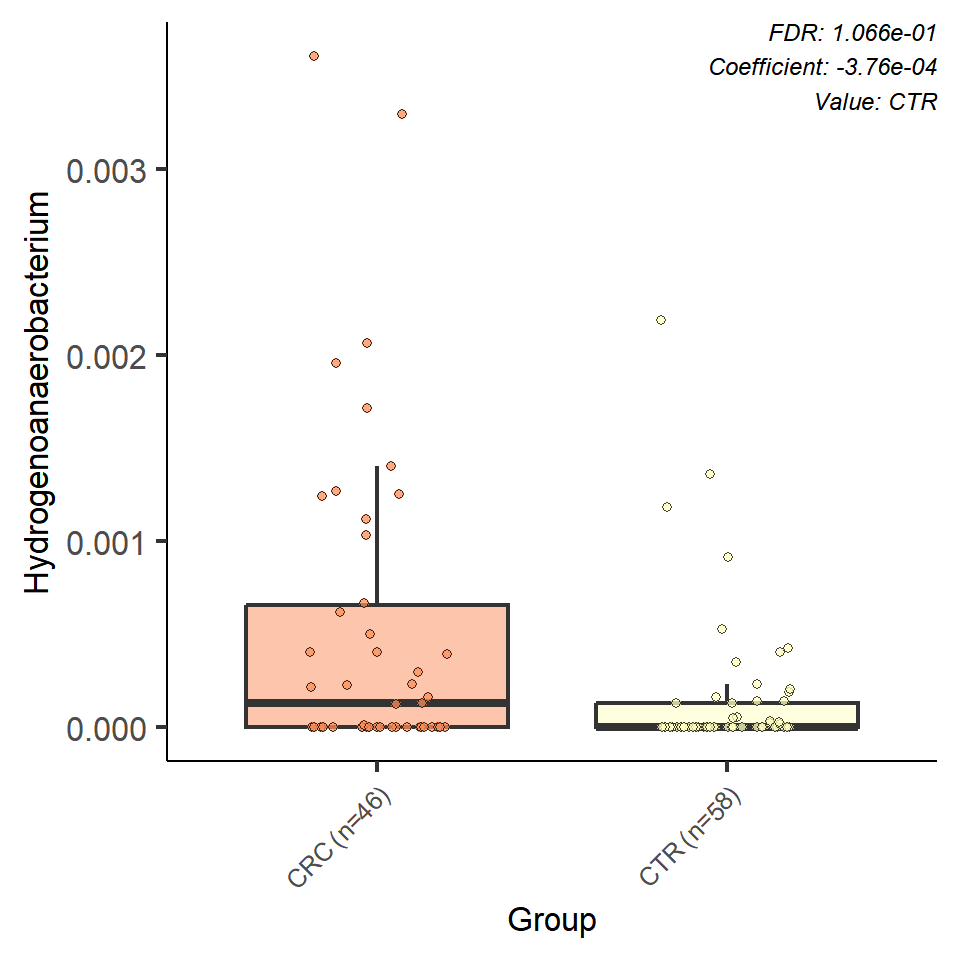 FDR: 1.066e-01
Coefficient: -3.76e-04
Value: CTR
Hydrogenoanaerobacterium
0.003
0.002
0.001
0.000
CRC (n=46)
CTR (n=58)
Group